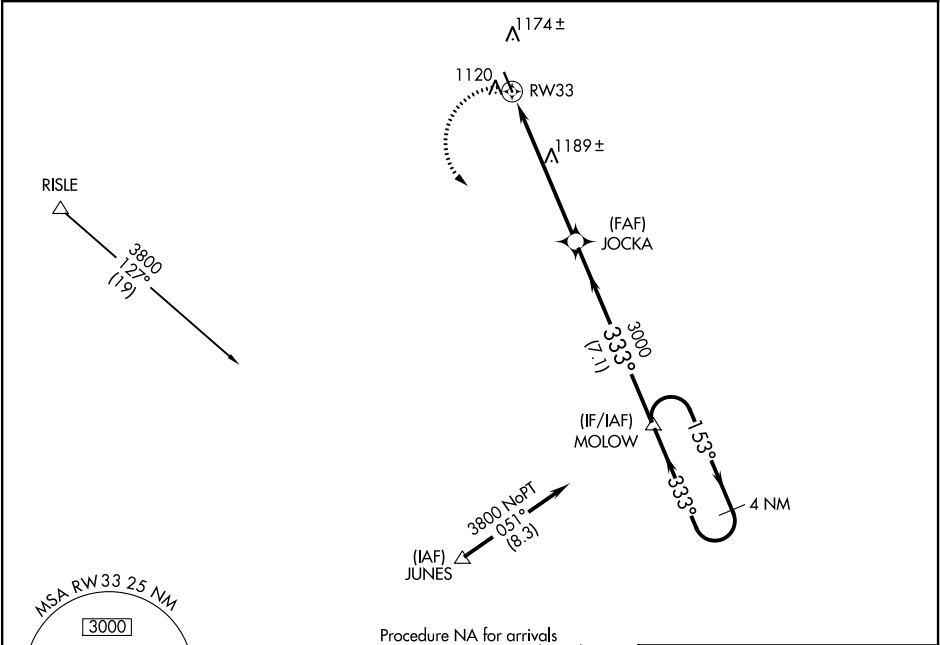 1174 ±
1120
RW33
1189 ±
RISLE
3800
127°
(19)
(FAF)
JOCKA
3000
333°
(7.1)
(IF/IAF)
MOLOW
153°
333°
4 NM
3800 NoPT
051°
(8.3)
(IAF)
JUNES
MSA RW33 25 NM
3000
Procedure NA for arrivals